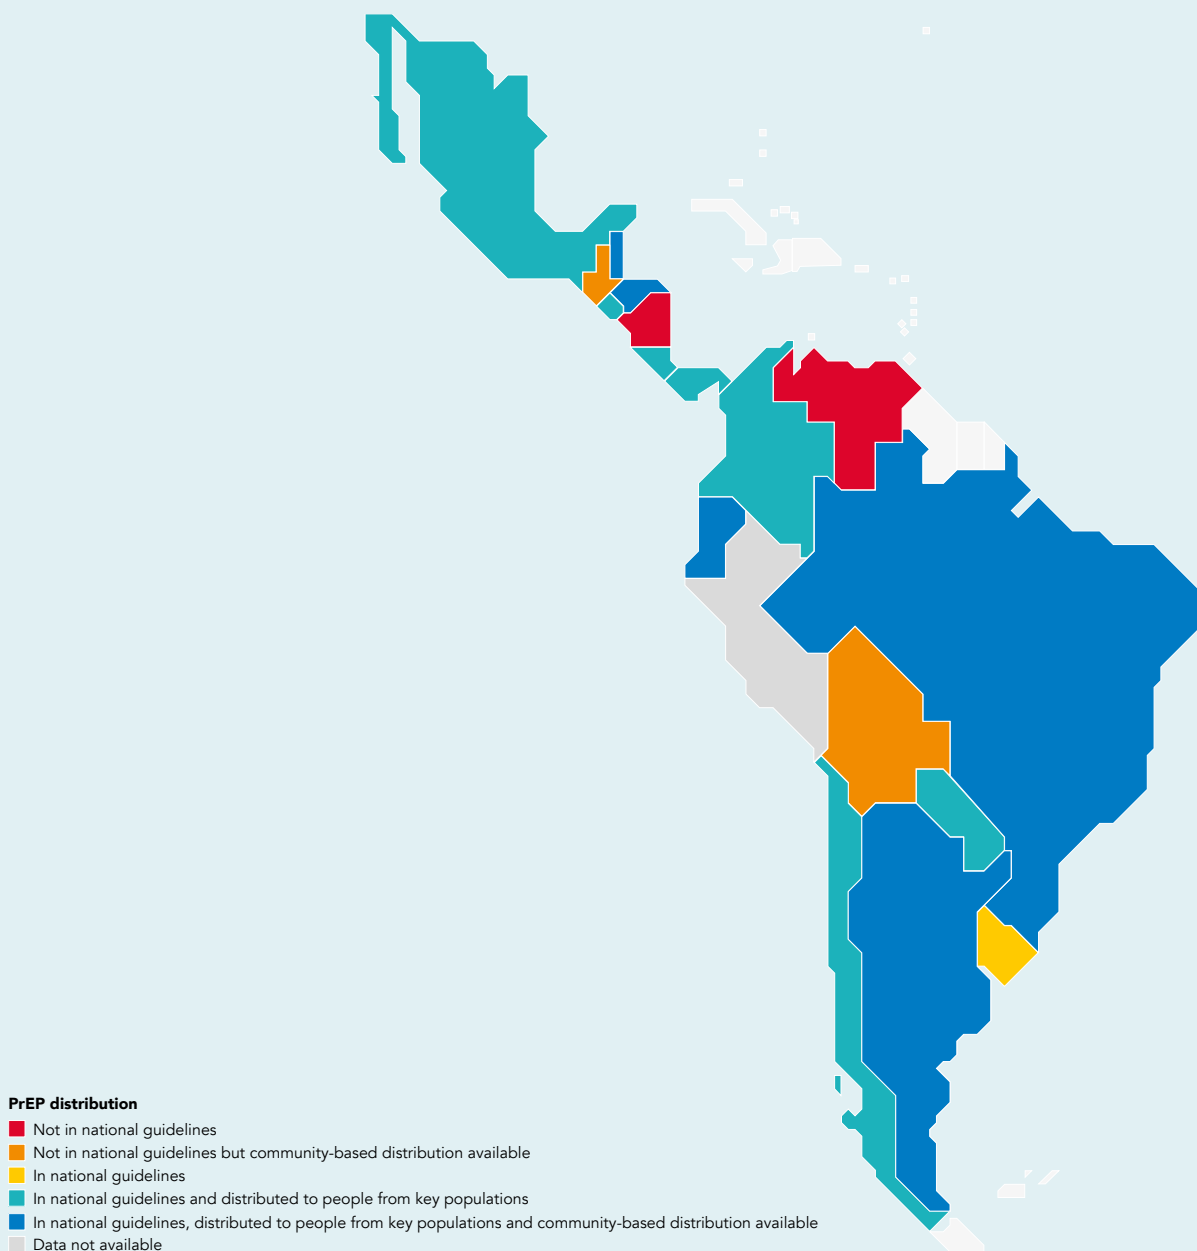 PrEP distribution
Not in national guidelines
Not in national guidelines but community-based distribution available
In national guidelines
In national guidelines and distributed to people from key populations
In national guidelines, distributed to people from key populations and community-based distribution available
Data not available